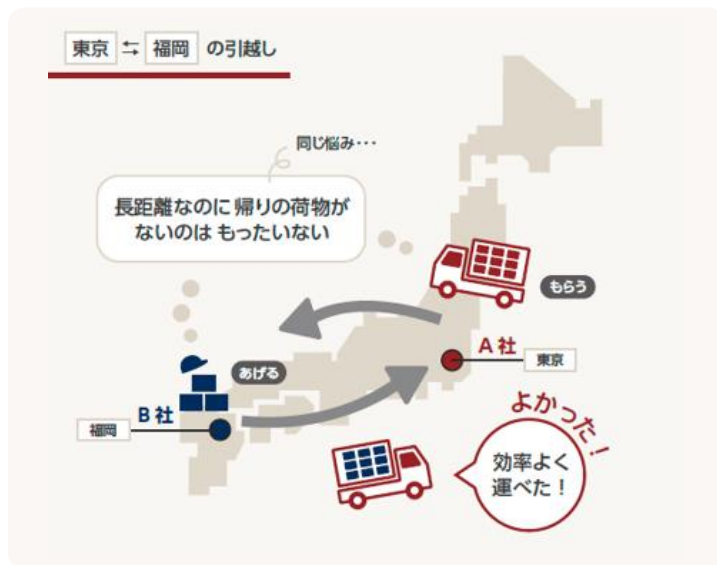 東京 ⇆ 福岡 の引越し
同じ悩み･･･
長距離なのに帰りの荷物が
ないのは もったいない
もらう
A社
東京
あげる
B社
福岡
よかった！
効率よく
運べた！